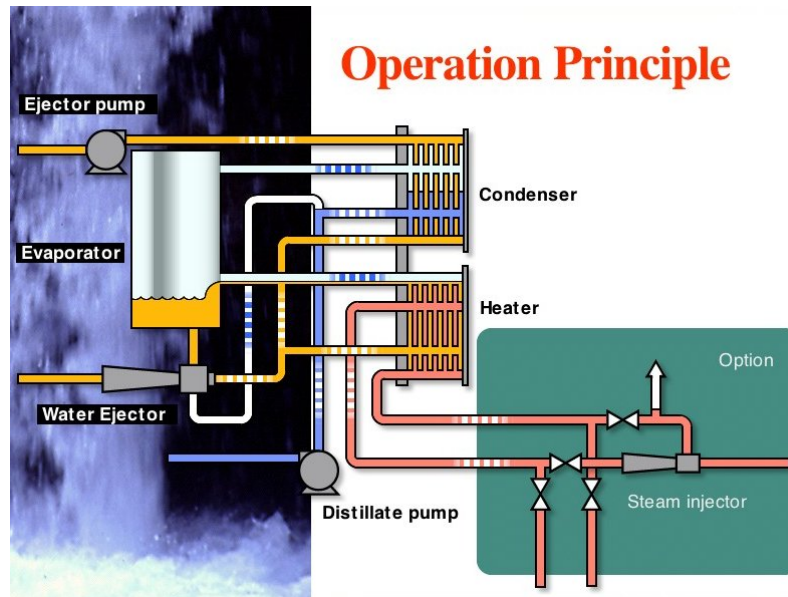 Operation Principle
Ejector pump
Condenser
Evaporator
Heater
Option
Water Ejector
Steam injector
Distillate pump